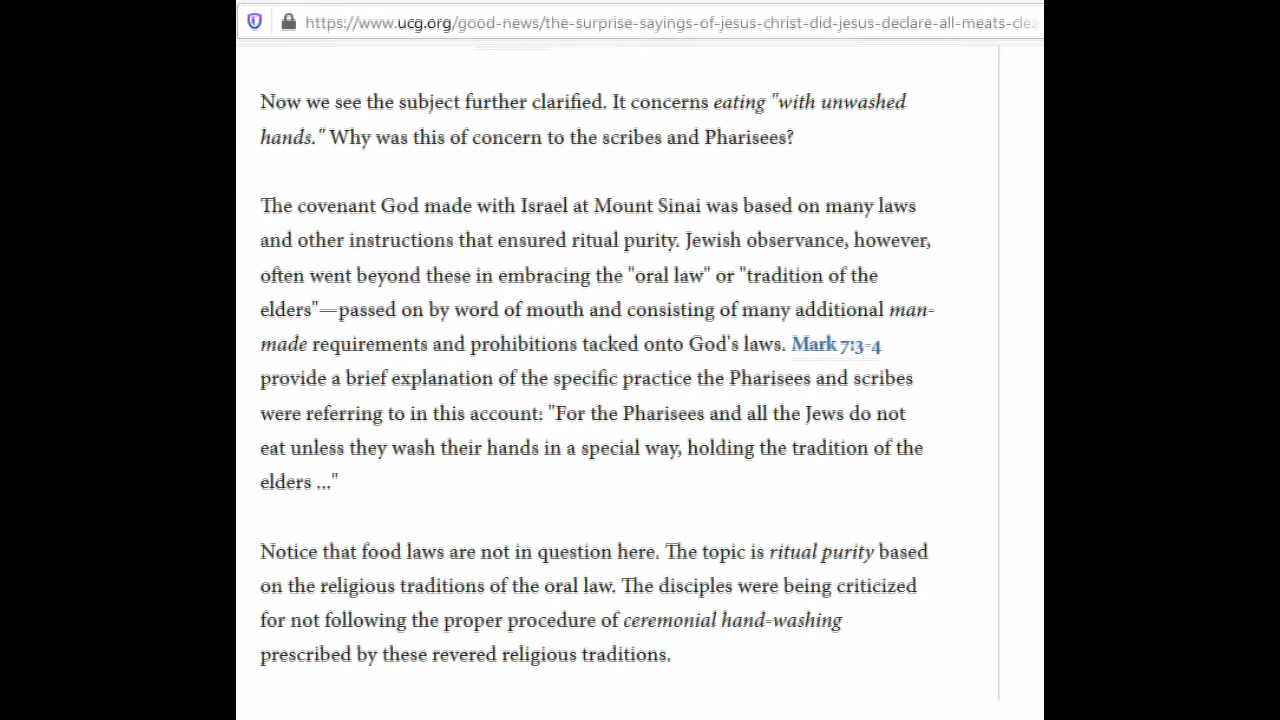 https://www.ucg.org/good-news/the-surprise-sayings-of-jesus-christ-did-jesus-declare-all-meats-clea
Now we see the subject further clarified. It concerns eating "with unwashed
hands." Why was this of concern to the scribes and Pharisees?
The covenant God made with Israel at Mount Sinai was based on many laws
and other instructions that ensured ritual purity. Jewish observance, however,
often went beyond these in embracing the "oral law" or "tradition of the
elders"—passed on by word of mouth and consisting of many additional man-
made requirements and prohibitions tacked onto God's laws. Mark 7:3-4
provide a brief explanation of the specific practice the Pharisees and scribes
were referring to in this account: "For the Pharisees and all the Jews do not
eat unless they wash their hands in a special way, holding the tradition of the
elders ..."
Notice that food laws are not in question here. The topic is ritual purity based
on the religious traditions of the oral law. The disciples were being criticized
for not following the proper procedure of ceremonial hand-washing
prescribed by these revered religious traditions.